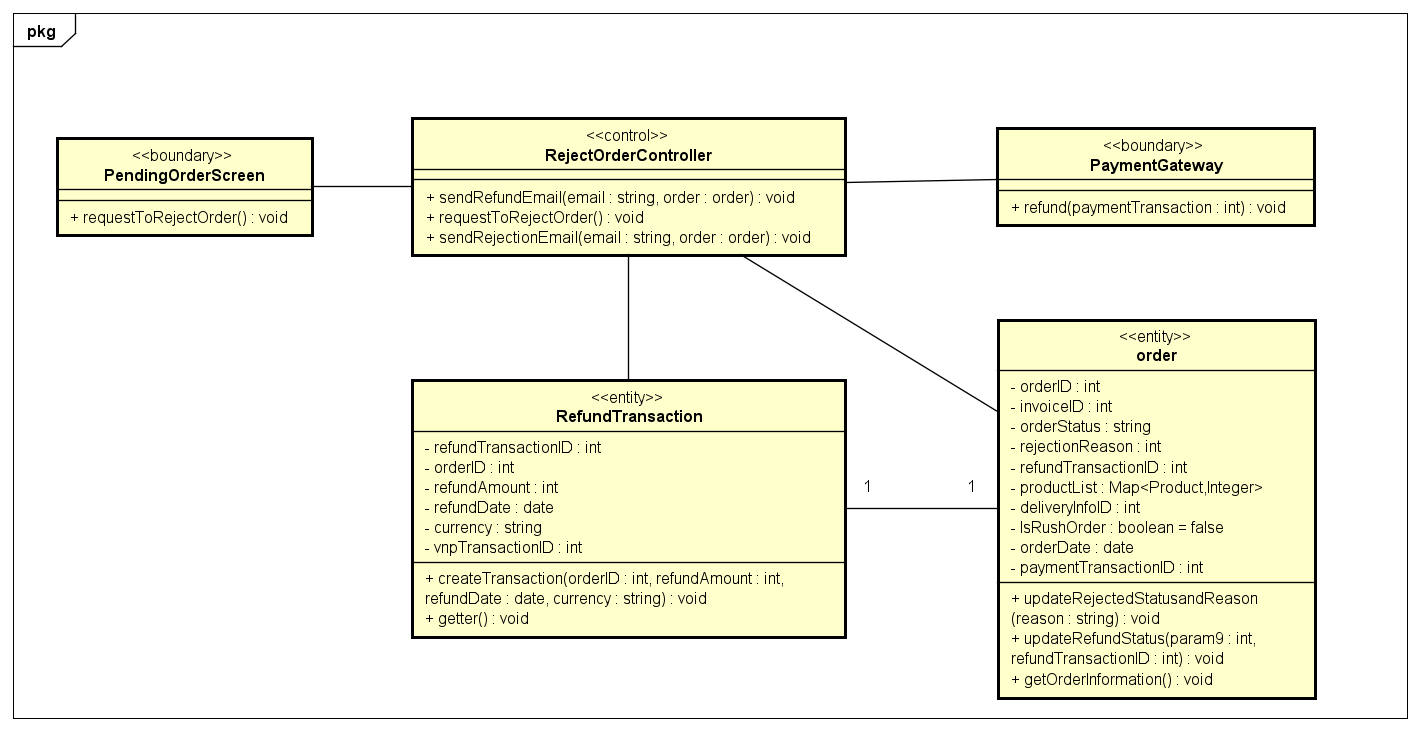 pkg
<<boundary>>
PendingOrderScreen
+ requestToRejectOrder() : void
<<control>>
RejectOrderController
+ sendRefundEmail(email : string, order : order) : void
+ requestToRejectOrder() : void
+ sendRejectionEmail(email : string, order : order) : void
<<boundary>>
PaymentGateway
+ refund(paymentTransaction : int) : void
<<entity>>
RefundTransaction
- refundTransactionID : int
- orderID : int
- refundAmount : int
- refundDate : date
- currency : string
- vnpTransactionID : int
+ createTransaction(orderID : int, refundAmount : int,
refundDate : date, currency : string) : void
+ getter() : void
1
1
<<entity>>
order
- orderID : int
- invoiceID : int
- orderStatus : string
- rejectionReason : int
- refundTransactionID : int
- productList : Map<Product,Integer>
- deliveryInfoID : int
- IsRushOrder : boolean = false
- orderDate : date
- paymentTransactionID : int
+ updateRejectedStatusandReason
(reason : string) : void
+ updateRefundStatus(param9 : int,
refundTransactionID : int) : void
+ getOrderInformation() : void